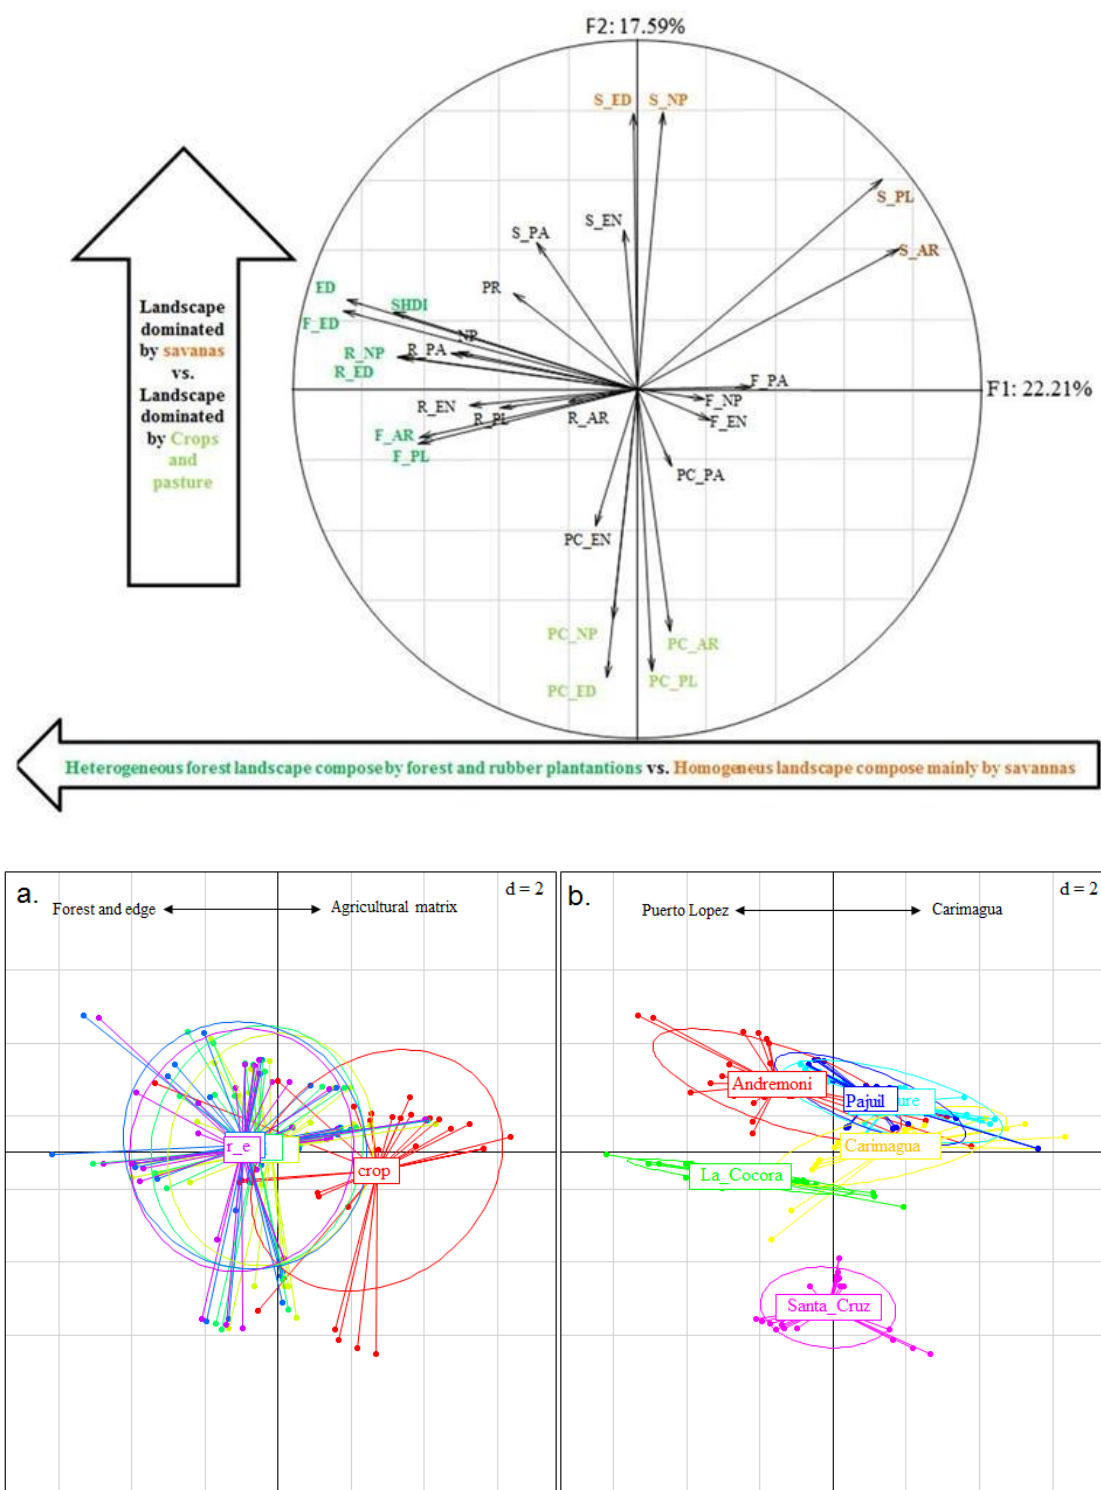 F2: 17.59%
S_ED S_NP
S_PL
S_EN
S_PA
S_AR
PR
ED
SHDI
F_ED
NP
R_NP R_PA
R_ED
F_PA
F1: 22.21%
F_NP
R_EN
R_PL
R_AR
F_EN
F_AR
F_PL
PC_PA
PC_EN
PC_NP
PC_AR
PC_PL
PC_ED
Landscape
dominated
by savanas
vs.
Landscape
dominated
by Crops
and
pasture
Heterogeneous forest landscape compose by forest and rubber plantantions vs. Homogeneus landscape compose mainly by savannas
a.
d = 2
Forest and edge
Agricultural matrix
r_e
crop
b.
d = 2
Puerto Lopez
Carimagua
Andremoni
Pajuil
ure
Carimagua
La_Cocora
Santa_Cruz